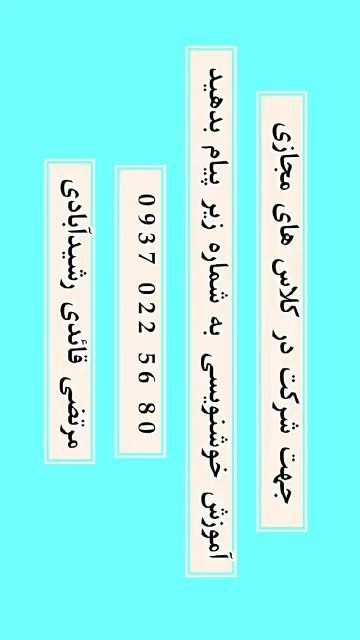 جهت شرکت در کلاس های مجازی
آموزش خوشنویسی به شماره زیر پیام بدهید
0937 022 56 80
مرتضی قائدی رشیدآبادی